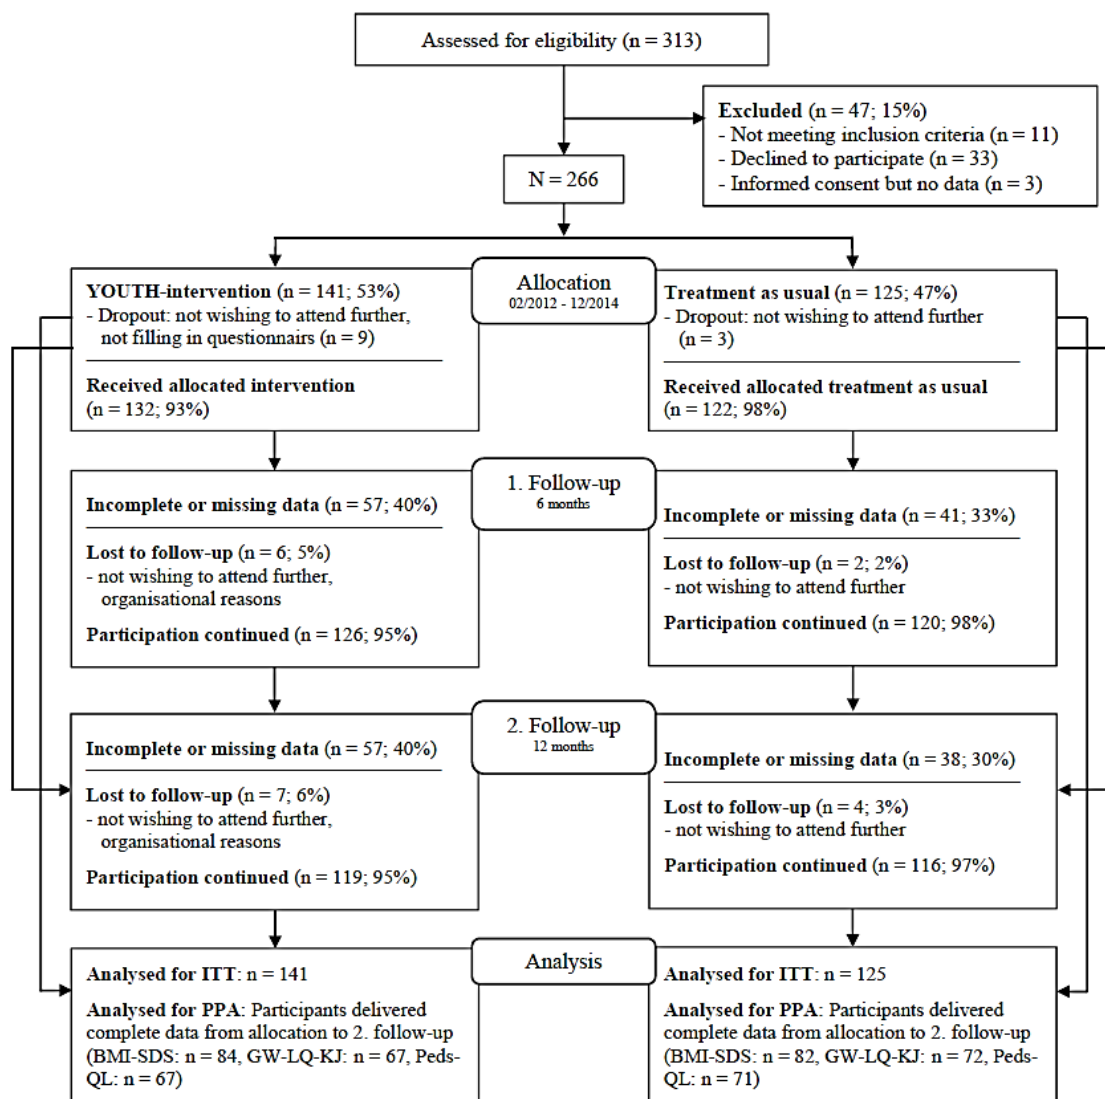 Assessed for eligibility (n = 313)
Excluded (n = 47; 15%)
- Not meeting inclusion criteria (n = 11)
- Declined to participate (n = 33)
- Informed consent but no data (n = 3)
N = 266
Allocation
02/2012 - 12/2014
YOUTH-intervention (n = 141; 53%)
- Dropout: not wishing to attend further,
not filling in questionnairs (n = 9)
Received allocated intervention
(n = 132; 93%)
Treatment as usual (n = 125; 47%)
- Dropout: not wishing to attend further
(n = 3)
Received allocated treatment as usual
(n = 122; 98%)
1. Follow-up
6 months
Incomplete or missing data (n = 57; 40%)
Lost to follow-up (n = 6; 5%)
- not wishing to attend further,
organisational reasons
Participation continued (n = 126; 95%)
Incomplete or missing data (n = 41; 33%)
Lost to follow-up (n = 2; 2%)
- not wishing to attend further
Participation continued (n = 120; 98%)
2. Follow-up
12 months
Incomplete or missing data (n = 57; 40%)
Lost to follow-up (n = 7; 6%)
- not wishing to attend further,
organisational reasons
Participation continued (n = 119; 95%)
Incomplete or missing data (n = 38; 30%)
Lost to follow-up (n = 4; 3%)
- not wishing to attend further
Participation continued (n = 116; 97%)
Analysis
Analysed for ITT: n = 141
Analysed for PPA: Participants delivered
complete data from allocation to 2. follow-up
(BMI-SDS: n = 84, GW-LQ-KJ: n = 67, Peds-
QL: n = 67)
Analysed for ITT: n = 125
Analysed for PPA: Participants delivered
complete data from allocation to 2. follow-up
(BMI-SDS: n = 82, GW-LQ-KJ: n = 72, Peds-
QL: n = 71)